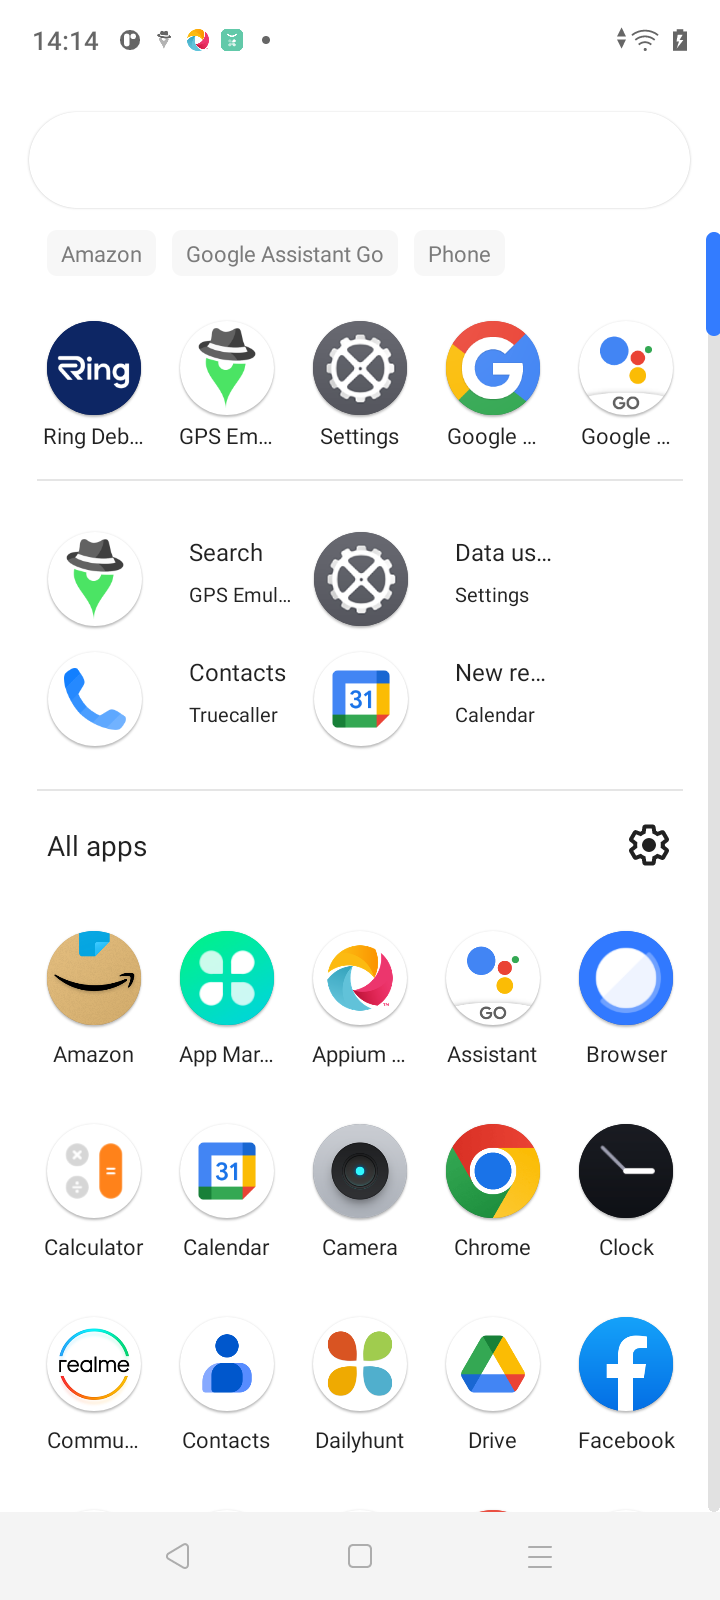 14:14
Amazon Google Assistant Go Phone
Ring
GO
Ring Deb... GPS Em... Settings Google ... Google ...
Search Data us...
GPS Emul... Settings
31
Contacts New re...
Truecaller Calendar
All apps
GO
Amazon App Mar... Appium ... Assistant Browser
31
Calculator Calendar Camera Chrome Clock
realme
Commu... Contacts Dailyhunt Drive Facebook